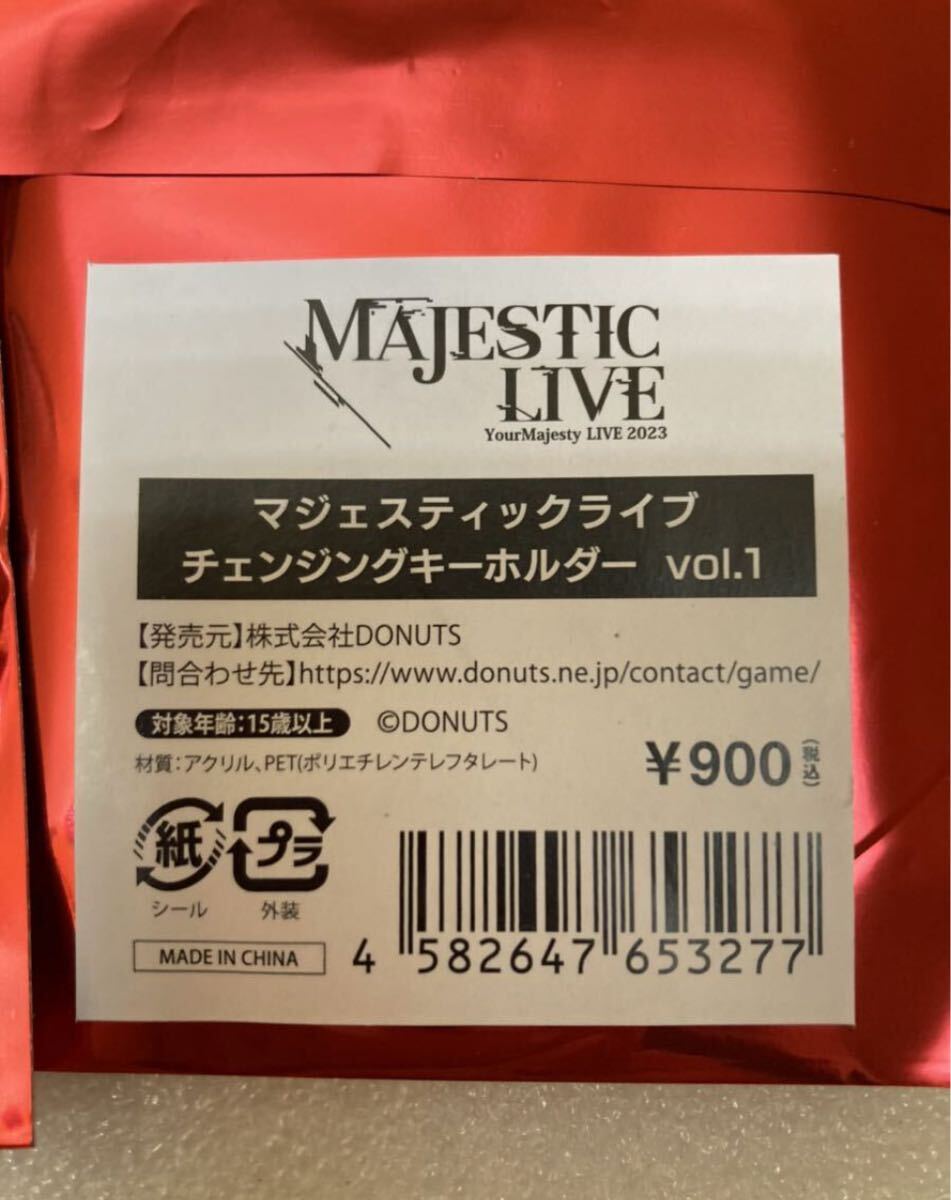 MAJESTIC
LIVE
YourMajesty LIVE 2023
マジェスティックライブ
チェンジングキーホルダー vol.1
【発売元】株式会社DONUTS
【問合わせ先】https://www.donuts.ne.jp/contact/game/
対象年齢:15歳以上 ©DONUTS
材質:アクリル、PET(ポリエチレンテレフタレート)
¥900(税込)
紙 プラ
シール 外装
MADE IN CHINA
4 582647 653277